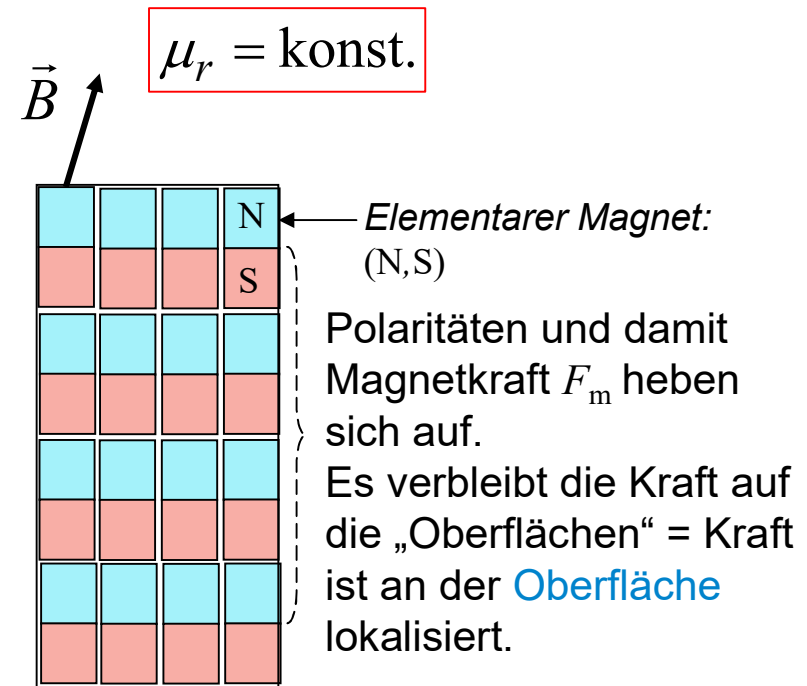 μr = konst.
B⃗
N
Elementarer Magnet:
S
(N,S)
Polaritäten und damit
Magnetkraft Fm heben
sich auf.
Es verbleibt die Kraft auf
die „Oberflächen“ = Kraft
ist an der Oberfläche
lokalisiert.